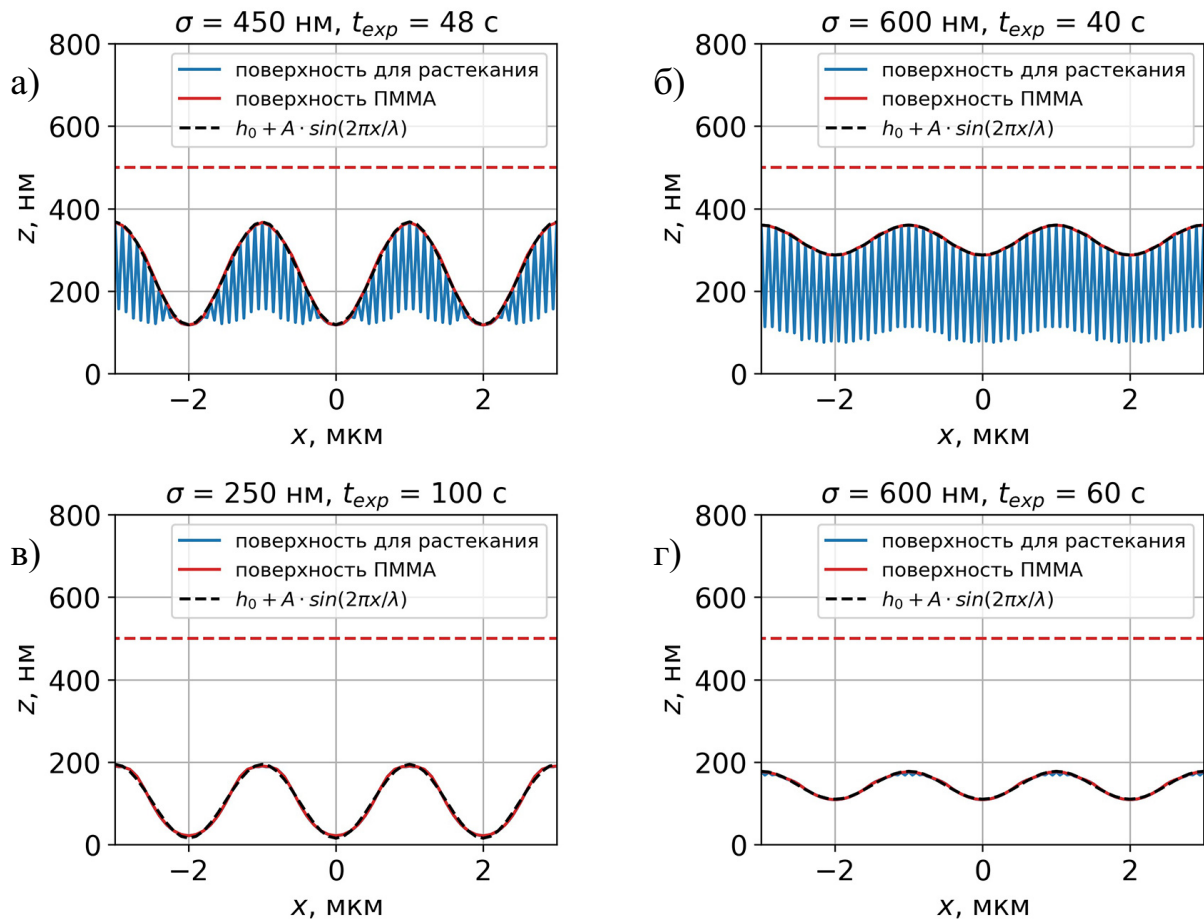 σ = 450 нм, t_exp = 48 с
а)
800
600
400
200
0
z, нм
поверхность для растекания
поверхность ПММА
h₀ + A · sin(2πx/λ)
−2
0
2
x, мкм
σ = 600 нм, t_exp = 40 с
б)
800
600
400
200
0
z, нм
поверхность для растекания
поверхность ПММА
h₀ + A · sin(2πx/λ)
−2
0
2
x, мкм
σ = 250 нм, t_exp = 100 с
в)
800
600
400
200
0
z, нм
поверхность для растекания
поверхность ПММА
h₀ + A · sin(2πx/λ)
−2
0
2
x, мкм
σ = 600 нм, t_exp = 60 с
г)
800
600
400
200
0
z, нм
поверхность для растекания
поверхность ПММА
h₀ + A · sin(2πx/λ)
−2
0
2
x, мкм